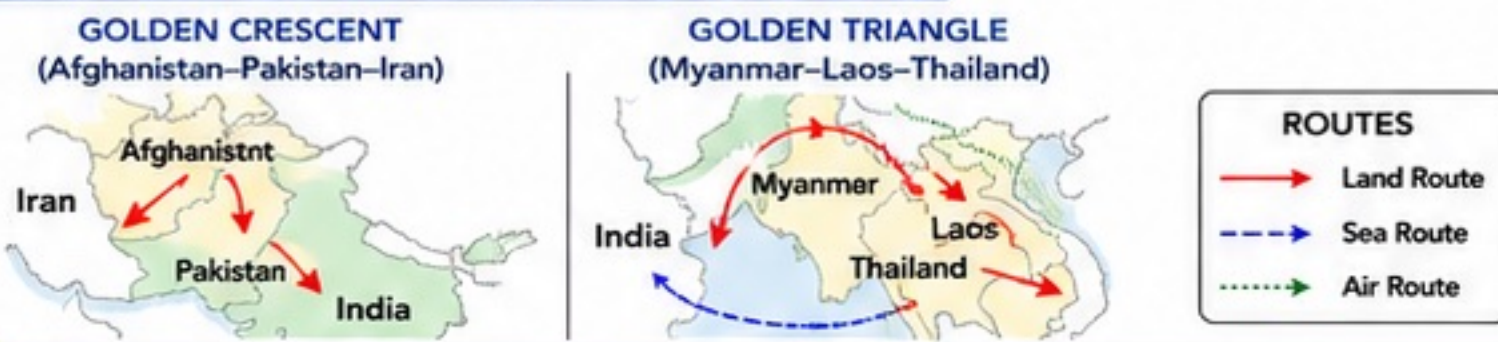 GOLDEN CRESCENT
(Afghanistan–Pakistan–Iran)
Afghanistnt
Iran
Pakistan
India
GOLDEN TRIANGLE
(Myanmar–Laos–Thailand)
Myanmer
India
Laos
Thailand
ROUTES
Land Route
Sea Route
Air Route